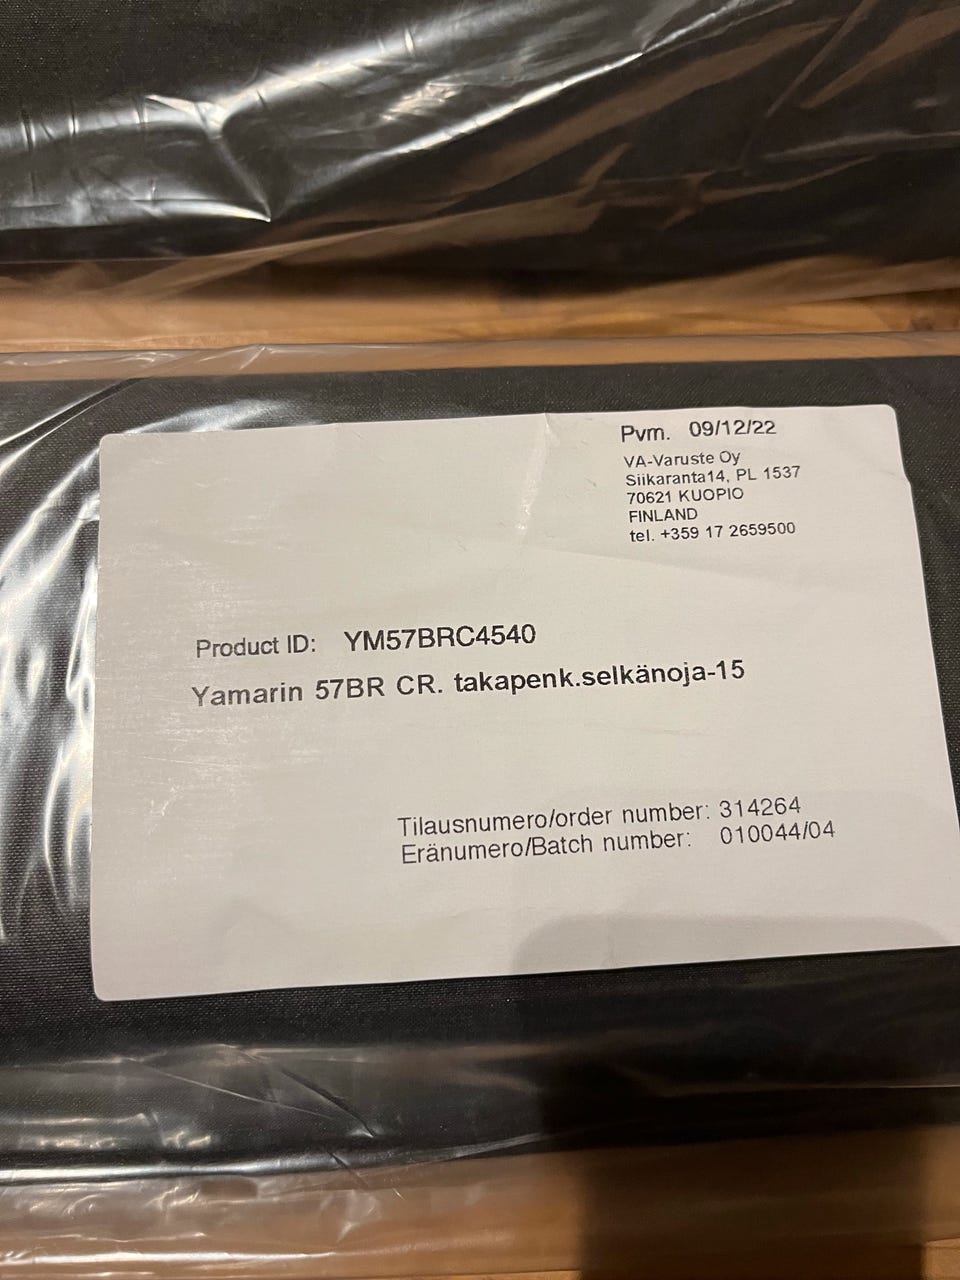 Pvm. 09/12/22
VA-Varuste Oy
Siikaranta14, PL 1537
70621 KUOPIO
FINLAND
tel. +359 17 2659500
Product ID: YM57BRC4540
Yamarin 57BR CR. takapenk.selkänoja-15
Tilausnumero/order number: 314264
Eränumero/Batch number: 010044/04